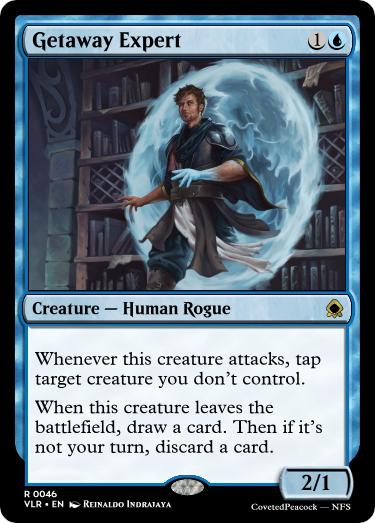 Getaway Expert 1
Creature — Human Rogue
Whenever this creature attacks, tap
target creature you don't control.
When this creature leaves the
battlefield, draw a card. Then if it's
not your turn, discard a card.
2/1
R 0046
VLR • EN Reinaldo Indrajaya
CovetedPeacock — NFS